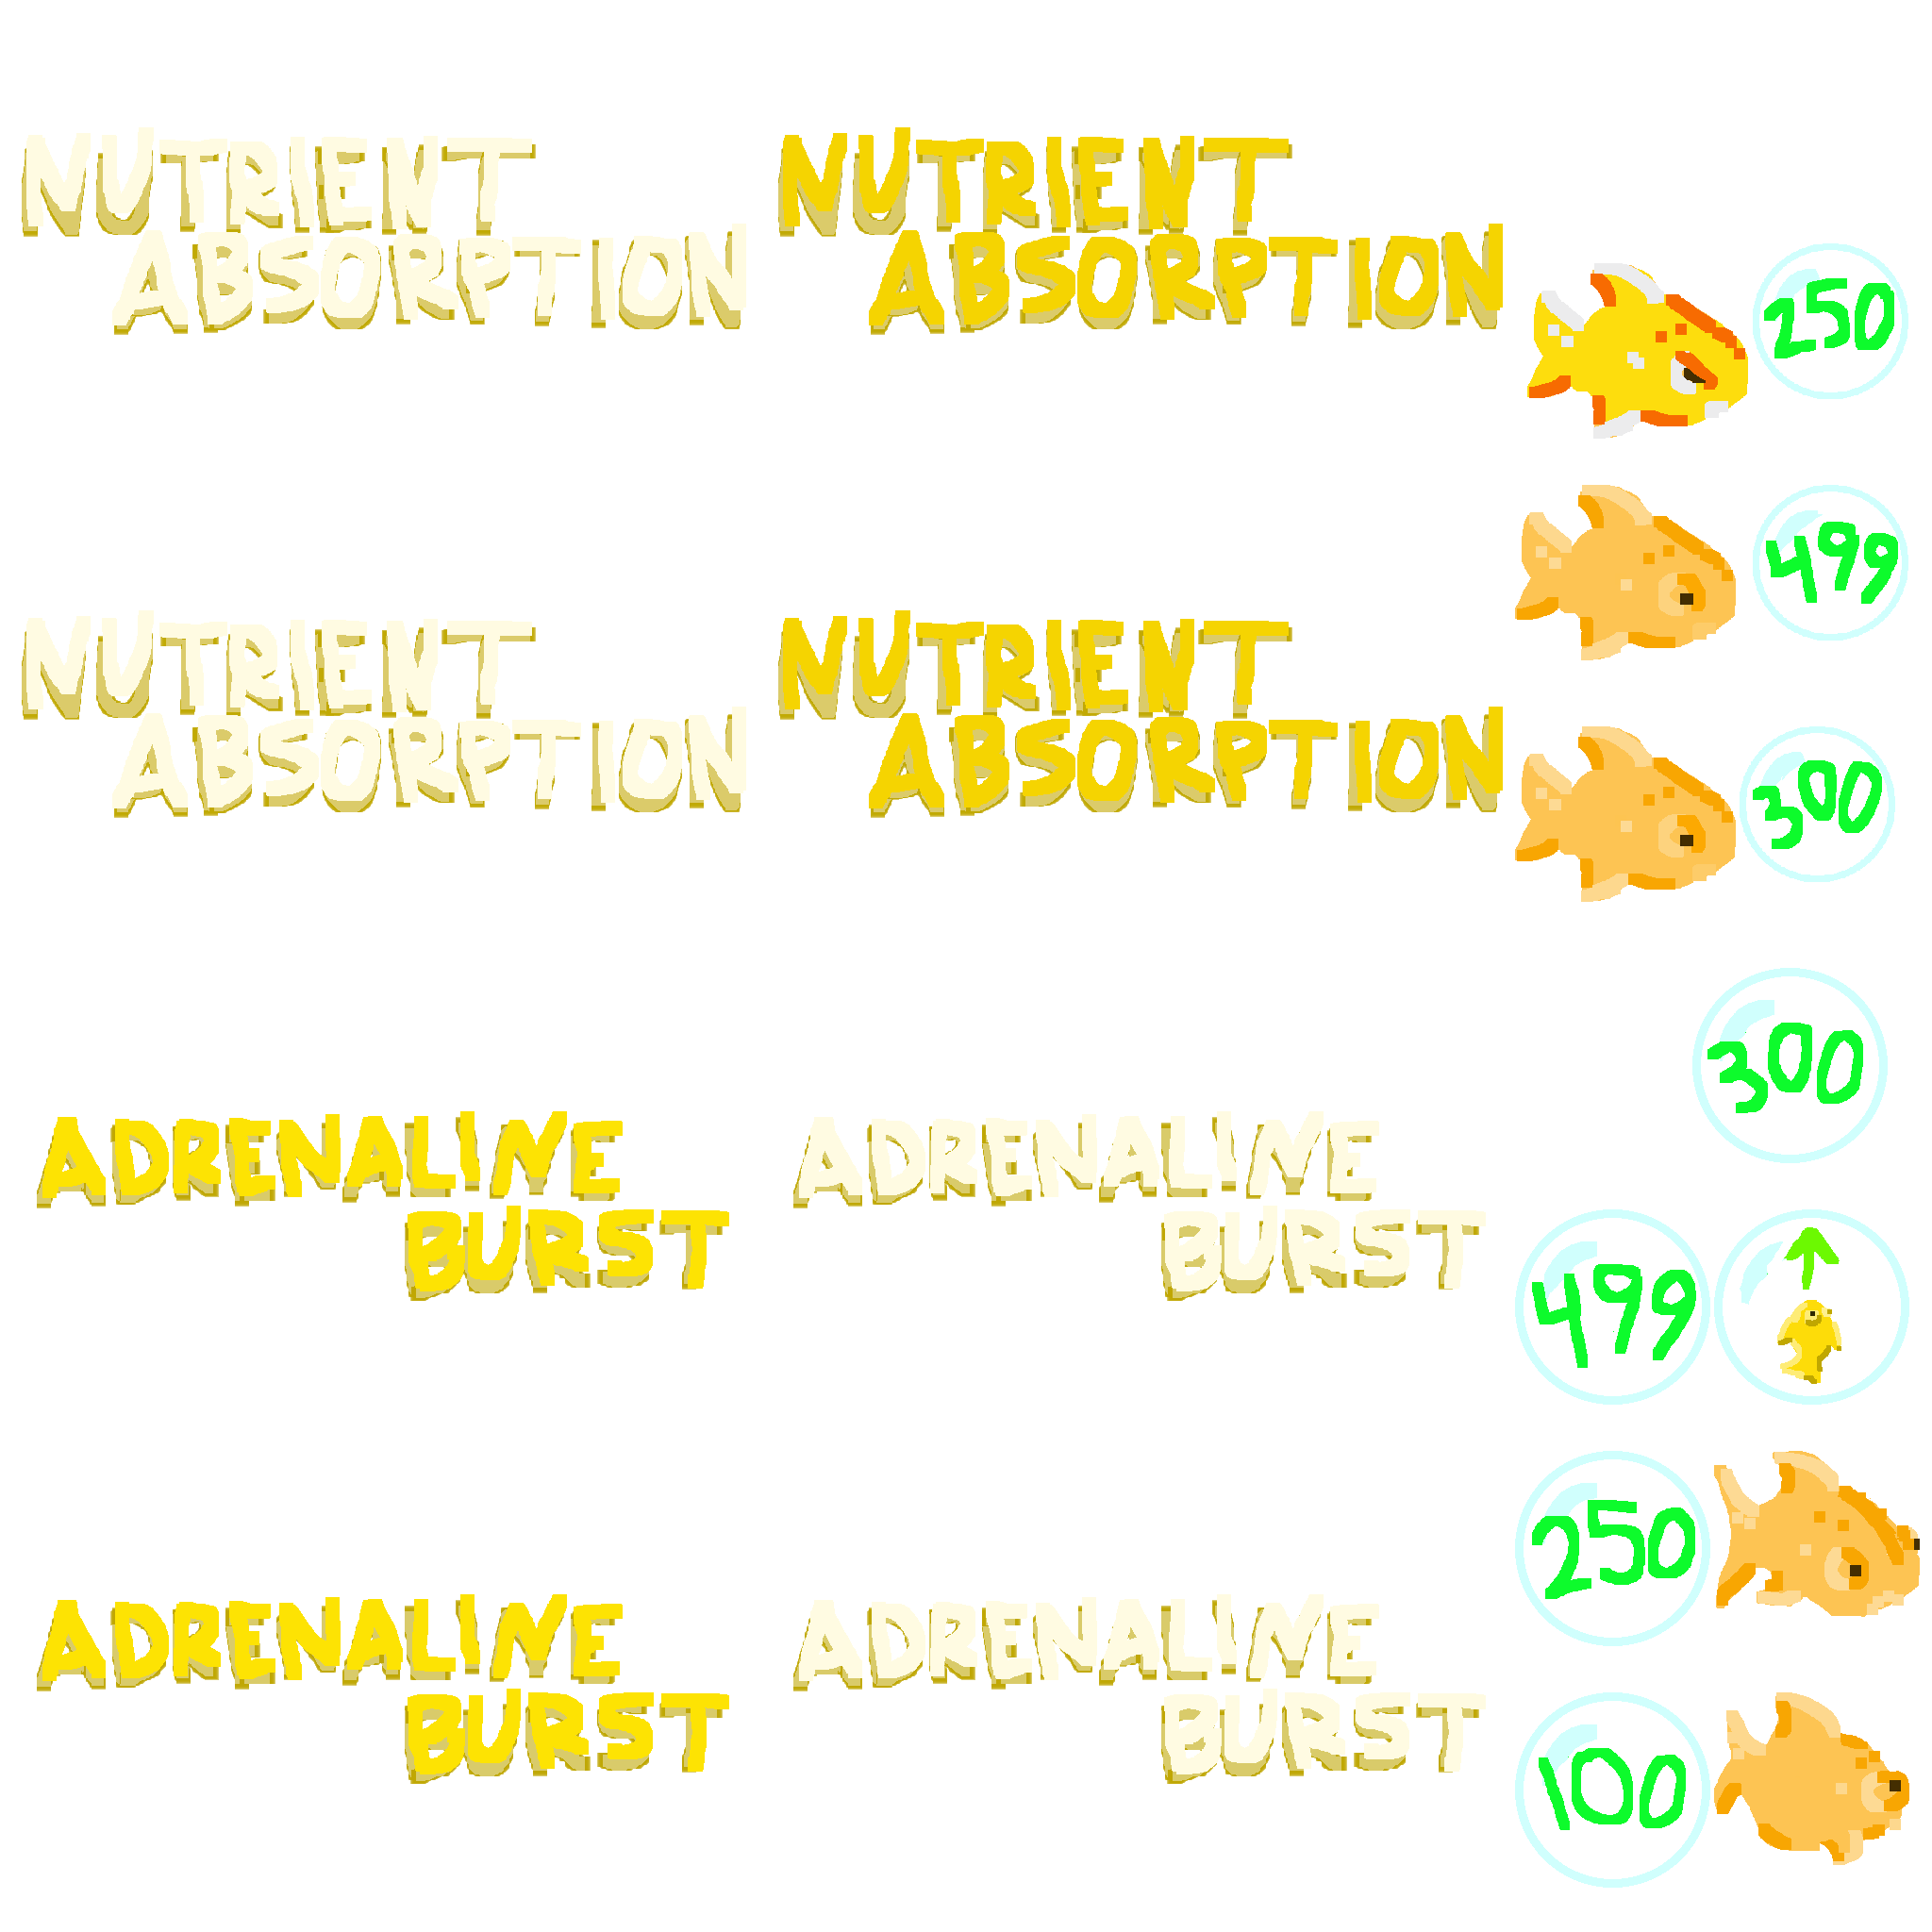 NUTRIENT
ABSORPTION
NUTRIENT
ABSORPTION
250
499
NUTRIENT
ABSORPTION
NUTRIENT
ABSORPTION
300
300
ADRENALINE
BURST
ADRENALINE
BURST
499
250
ADRENALINE
BURST
ADRENALINE
BURST
100